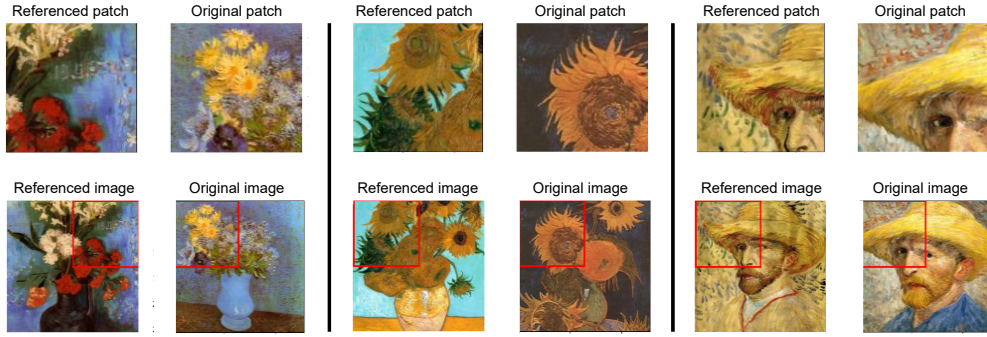 Referenced patch Original patch Referenced patch Original patch Referenced patch Original patch
Referenced image Original image Referenced image Original image Referenced image Original image